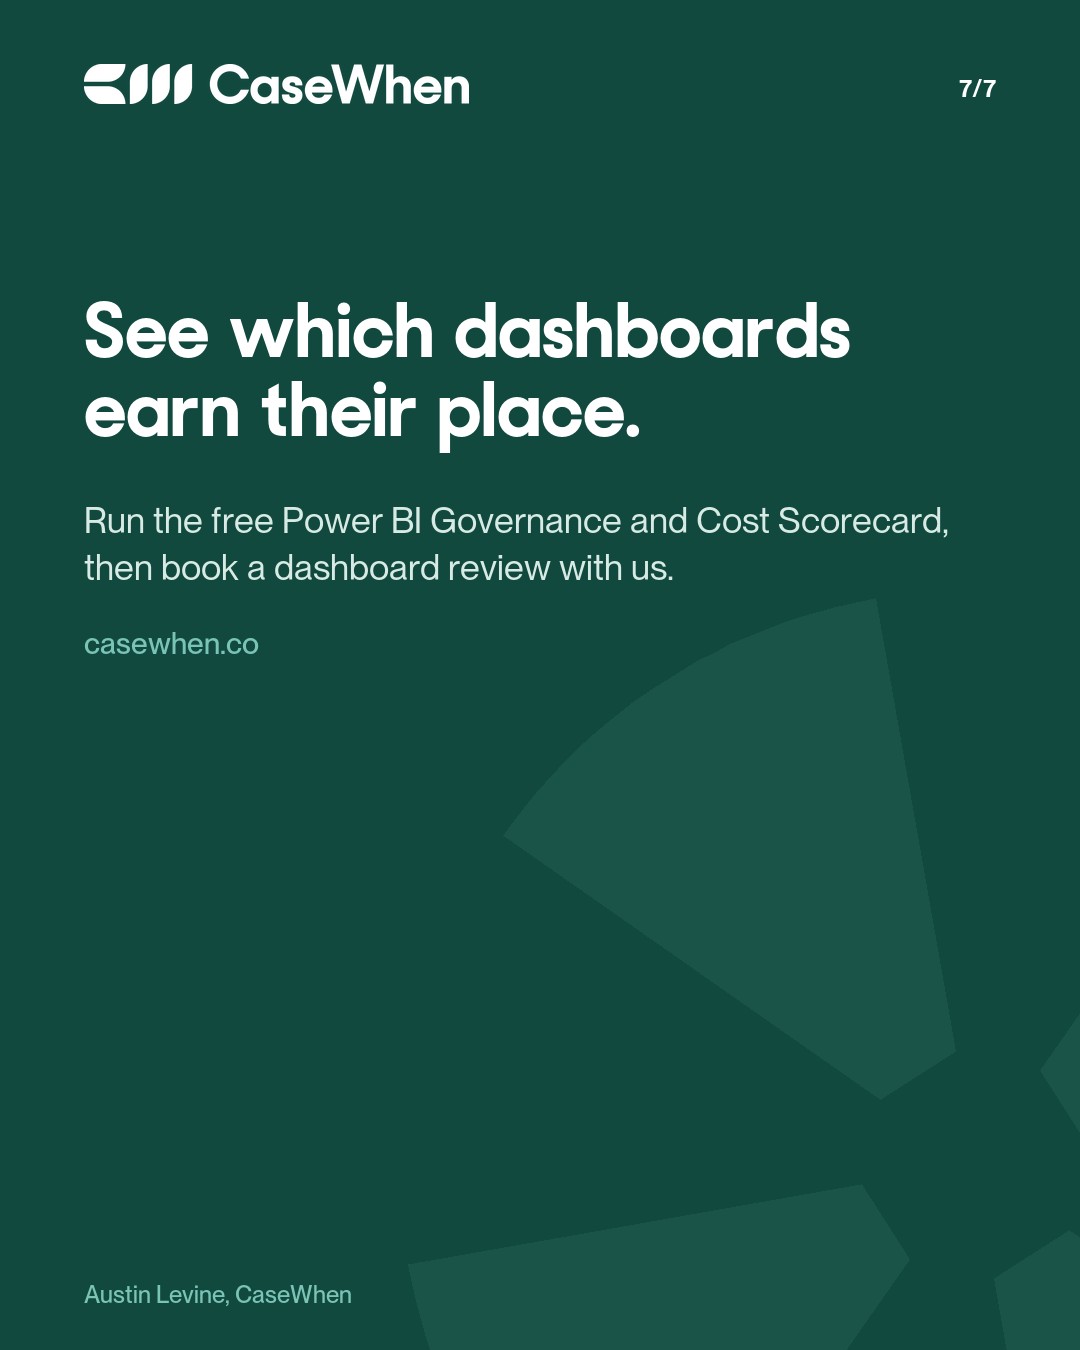 CaseWhen
7/7
See which dashboards
earn their place.
Run the free Power BI Governance and Cost Scorecard,
then book a dashboard review with us.
casewhen.co
Austin Levine, CaseWhen